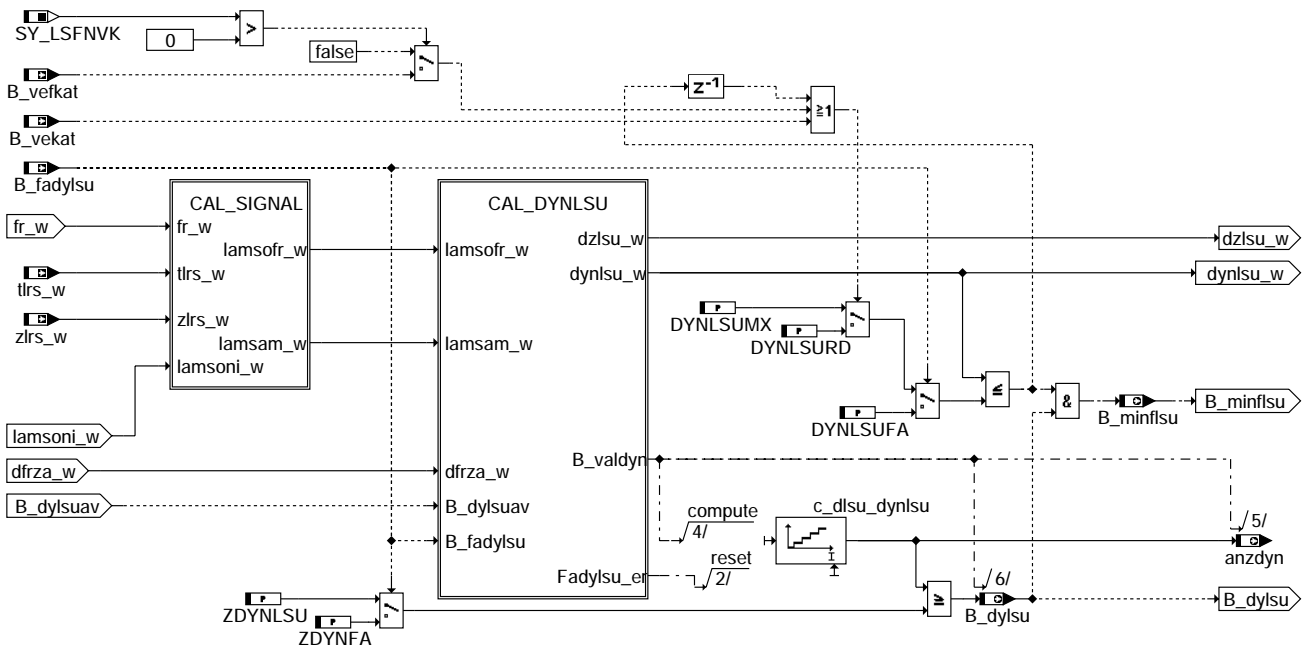 SY_LSFNVK
0
>
false
B_vefkat
z-1
≥1
B_vekat
B_fadylsu
CAL_SIGNAL
CAL_DYNLSU
fr_w
fr_w
lamsofr_w
lamsofr_w
dzlsu_w
dzlsu_w
tlrs_w
tlrs_w
dynlsu_w
dynlsu_w
zlrs_w
zlrs_w
P
DYNLSUMX
P
DYNLSURD
lamsam_w
lamsam_w
lamsoni_w
≤
P
DYNLSUFA
&
B_minflsu
B_minflsu
lamsoni_w
B_valdyn
dfrza_w
dfrza_w
B_dylsuav
B_dylsuav
compute
4/
c_dlsu_dynlsu
I
/5/
anzdyn
B_fadylsu
reset
2/
Fadylsu_er
/6/
≥
B_dylsu
B_dylsu
P
ZDYNLSU
P
ZDYNFA